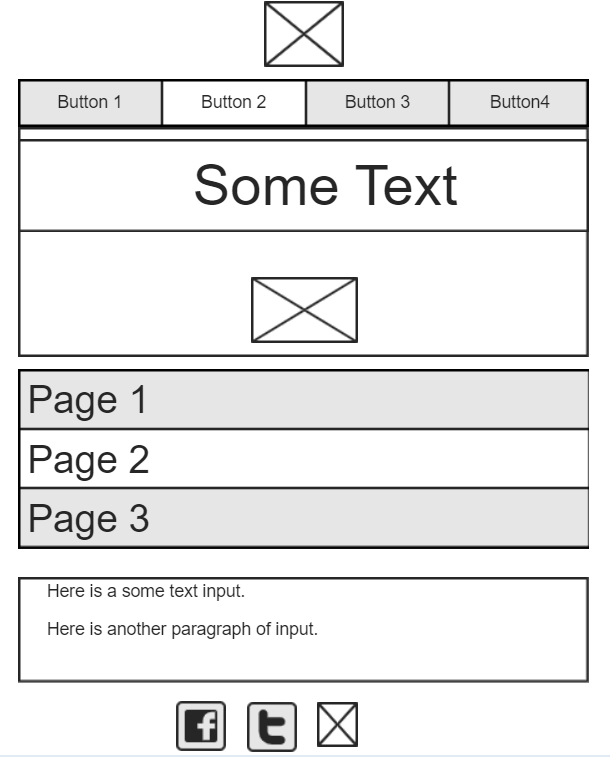 Button 1
Button 2
Button 3
Button4
Some Text
Page 1
Page 2
Page 3
Here is a some text input.
Here is another paragraph of input.